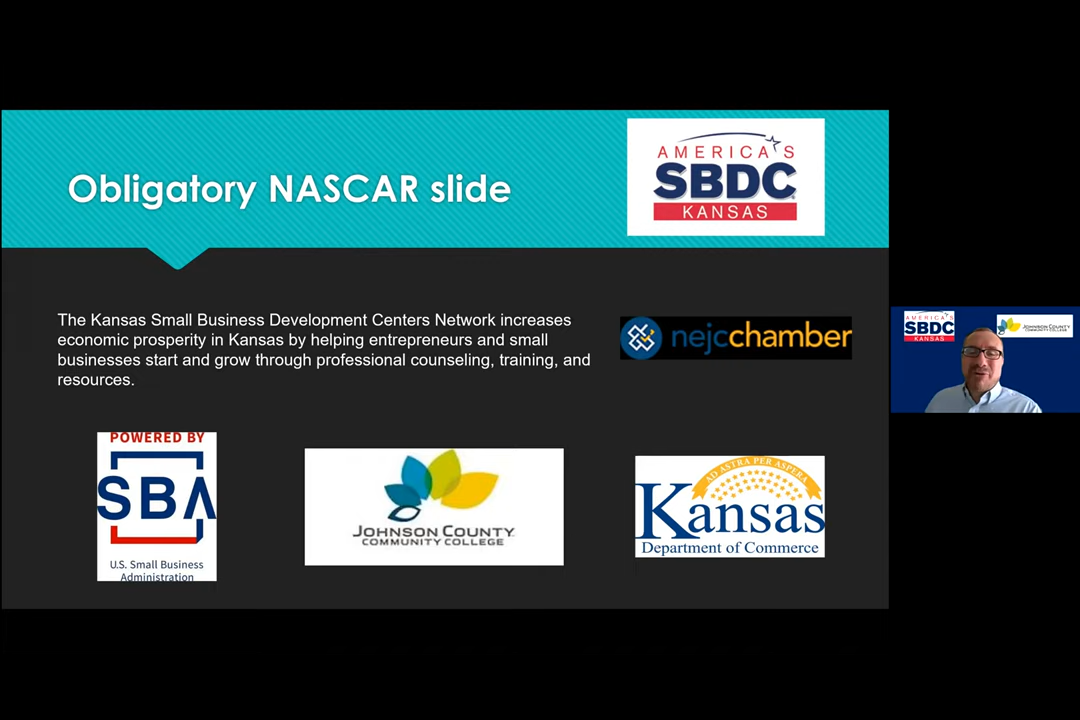 Obligatory NASCAR slide
AMERICA'S
SBDC
KANSAS
The Kansas Small Business Development Centers Network increases
economic prosperity in Kansas by helping entrepreneurs and small
businesses start and grow through professional counseling, training, and
resources.
nejcchamber
POWERED BY
SBA
U.S. Small Business
Administration
JOHNSON COUNTY
COMMUNITY COLLEGE
AD ASTRA PER ASPERA
Kansas
Department of Commerce
AMERICA'S
SBDC
KANSAS
JOHNSON COUNTY
COMMUNITY COLLEGE